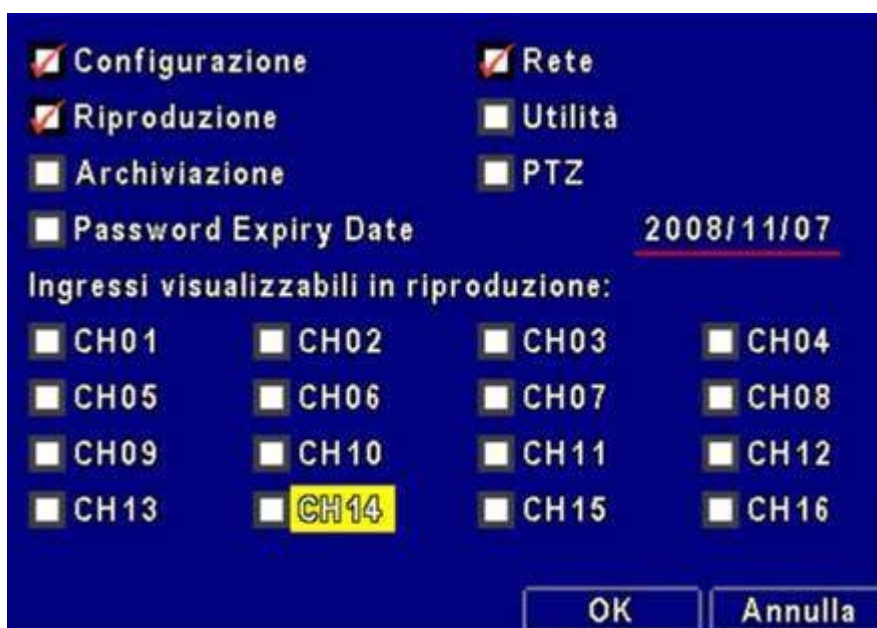 Configurazione Rete
Riproduzione Utilità
Archiviazione PTZ
Password Expiry Date 2008/11/07
Ingressi visualizzabili in riproduzione:
CH01 CH02 CH03 CH04
CH05 CH06 CH07 CH08
CH09 CH10 CH11 CH12
CH13 CH14 CH15 CH16
OK Annulla